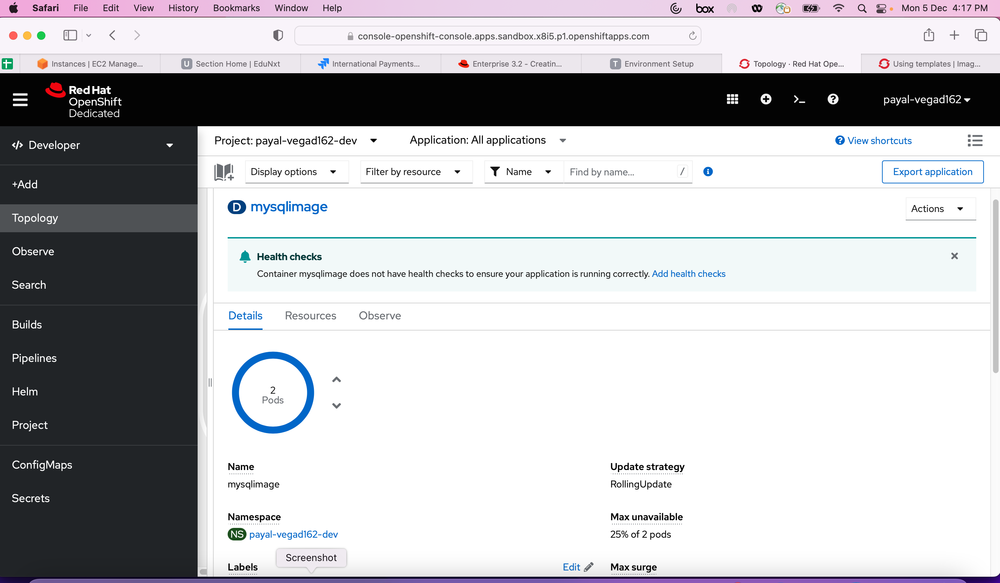 Safari File Edit View History Bookmarks Window Help box Mon 5 Dec 4:17 PM
console-openshift-console.apps.sandbox.x8i5.p1.openshiftapps.com
Instances | EC2 Manage... U Section Home | EduNxt International Payments... Enterprise 3.2 - Creatin... T Environment Setup Topology · Red Hat Ope... Using templates | Imag...
Red Hat
OpenShift
Dedicated
payal-vegad162
Developer
+Add
Topology
Observe
Search
Builds
Pipelines
Helm
Project
ConfigMaps
Secrets
Project: payal-vegad162-dev Application: All applications View shortcuts
Display options Filter by resource Name Find by name... / Export application
D mysqlimage Actions
Health checks
Container mysqlimage does not have health checks to ensure your application is running correctly. Add health checks
Details Resources Observe
2
Pods
Name
mysqlimage
Update strategy
RollingUpdate
Namespace
NS payal-vegad162-dev
Max unavailable
25% of 2 pods
Screenshot
Labels Edit
Max surge